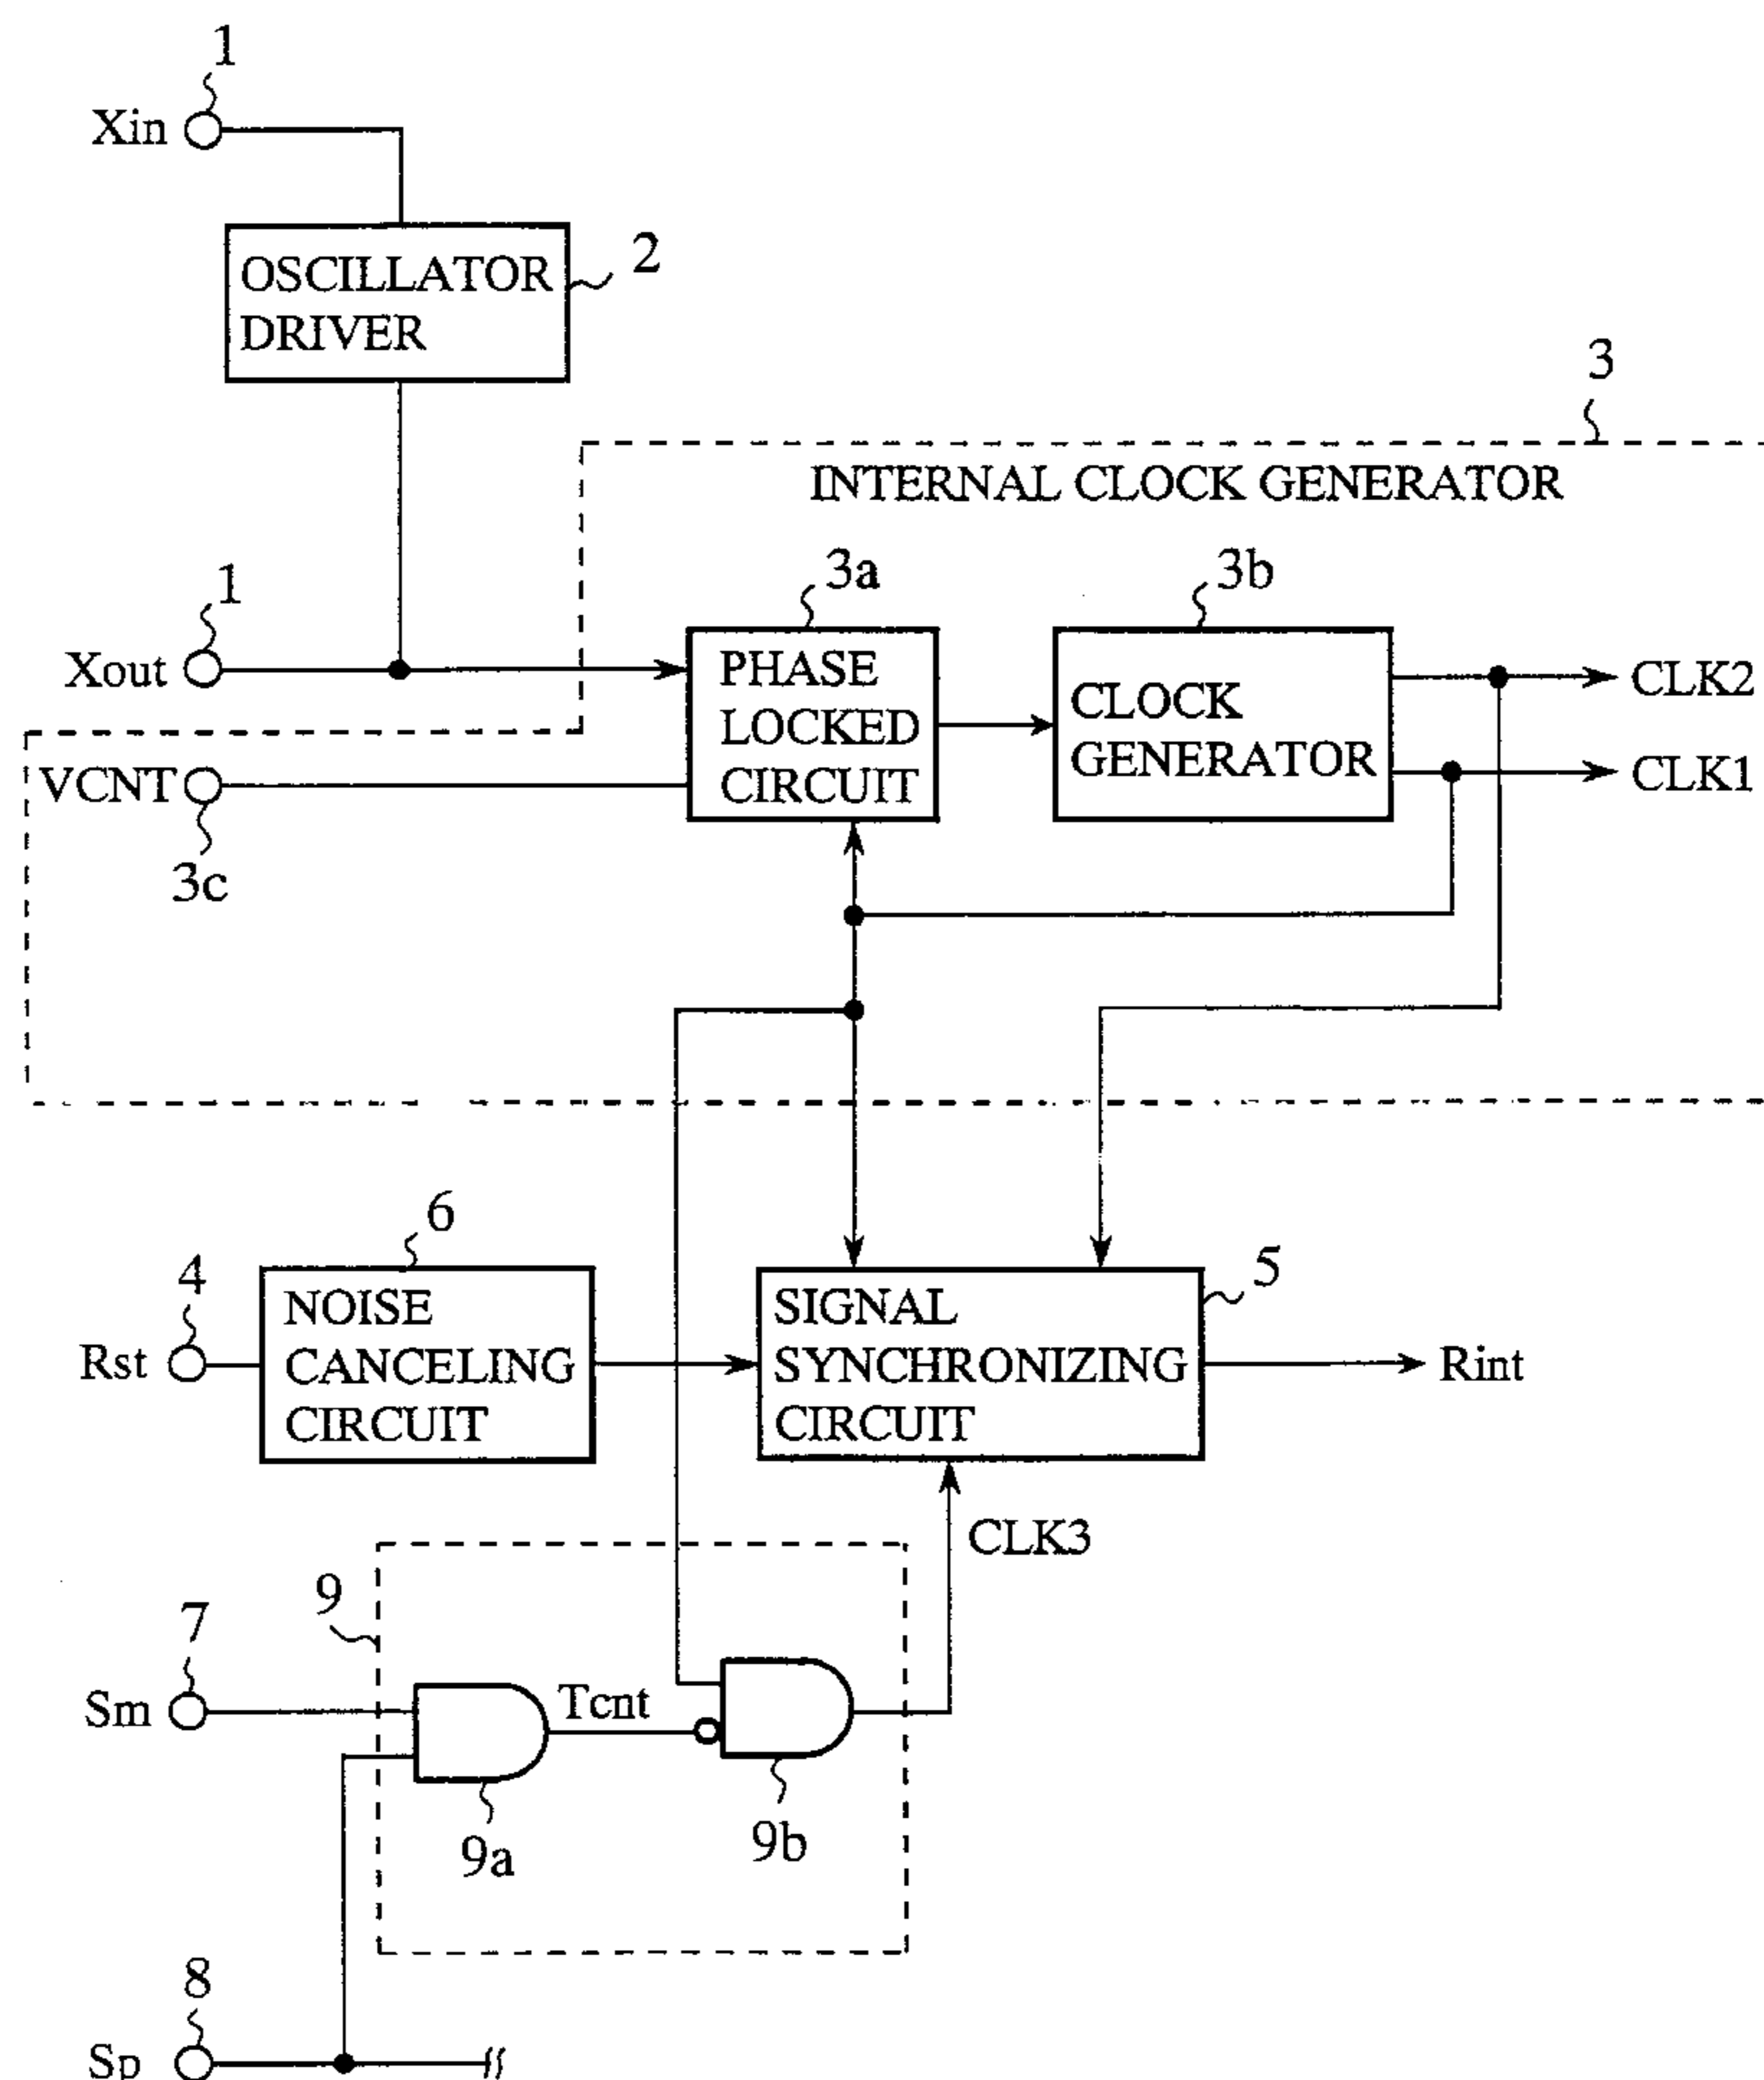 1
Xin
OSCILLATOR
DRIVER
2
3
INTERNAL CLOCK GENERATOR
1
3a
3b
Xout
PHASE
LOCKED
CIRCUIT
CLOCK
GENERATOR
CLK2
CLK1
VCNT
3c
6
4
5
Rst
NOISE
CANCELING
CIRCUIT
SIGNAL
SYNCHRONIZING
CIRCUIT
Rint
CLK3
9
7
Sm
Tcnt
9a
9b
8
Sp